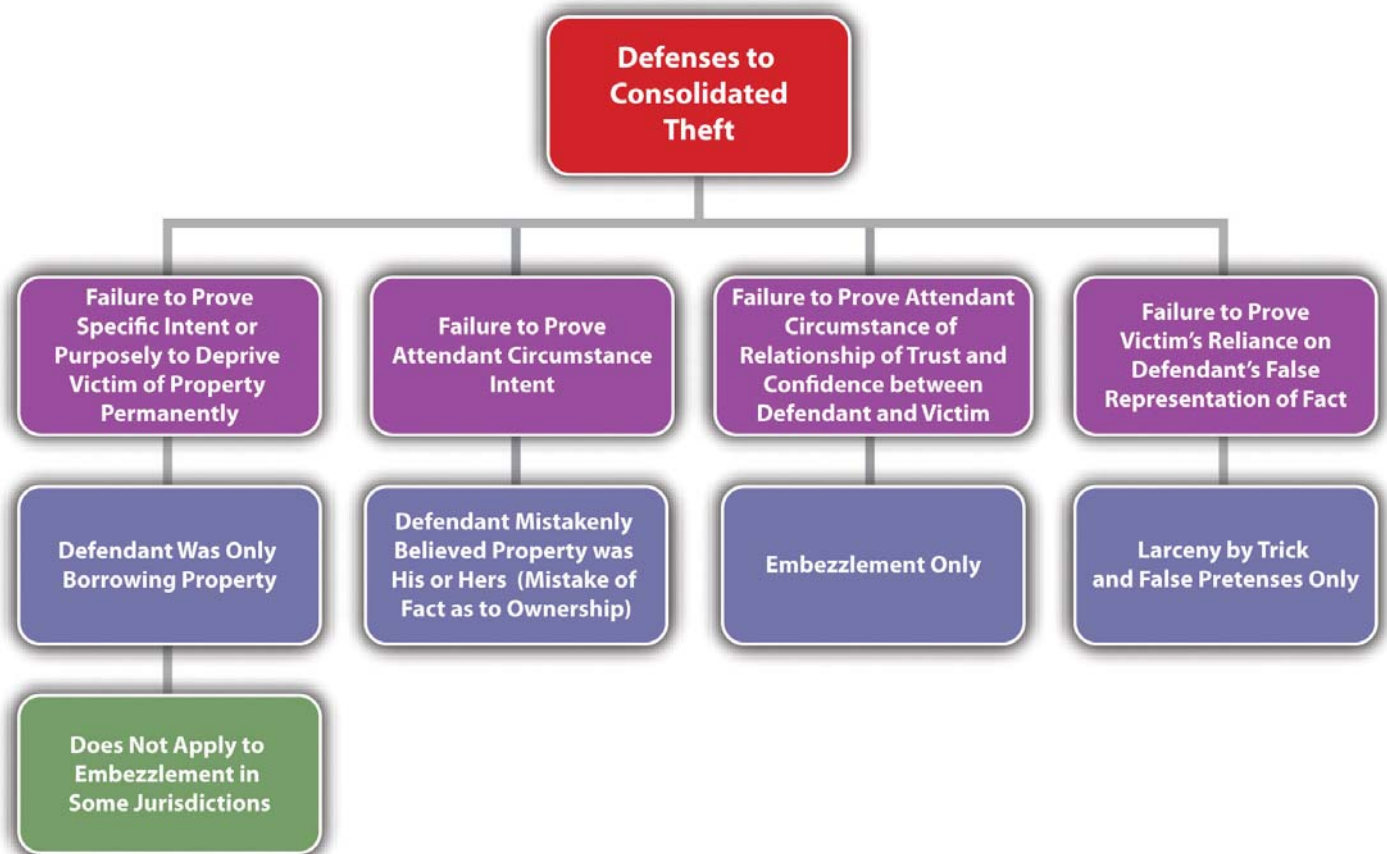 Defenses to
Consolidated
Theft
Failure to Prove
Specific Intent or
Purposely to Deprive
Victim of Property
Permanently
Failure to Prove
Attendant Circumstance
Intent
Failure to Prove Attendant
Circumstance of
Relationship of Trust and
Confidence between
Defendant and Victim
Failure to Prove
Victim's Reliance on
Defendant's False
Representation of Fact
Defendant Was Only
Borrowing Property
Defendant Mistakenly
Believed Property was
His or Hers (Mistake of
Fact as to Ownership)
Embezzlement Only
Larceny by Trick
and False Pretenses Only
Does Not Apply to
Embezzlement in
Some Jurisdictions